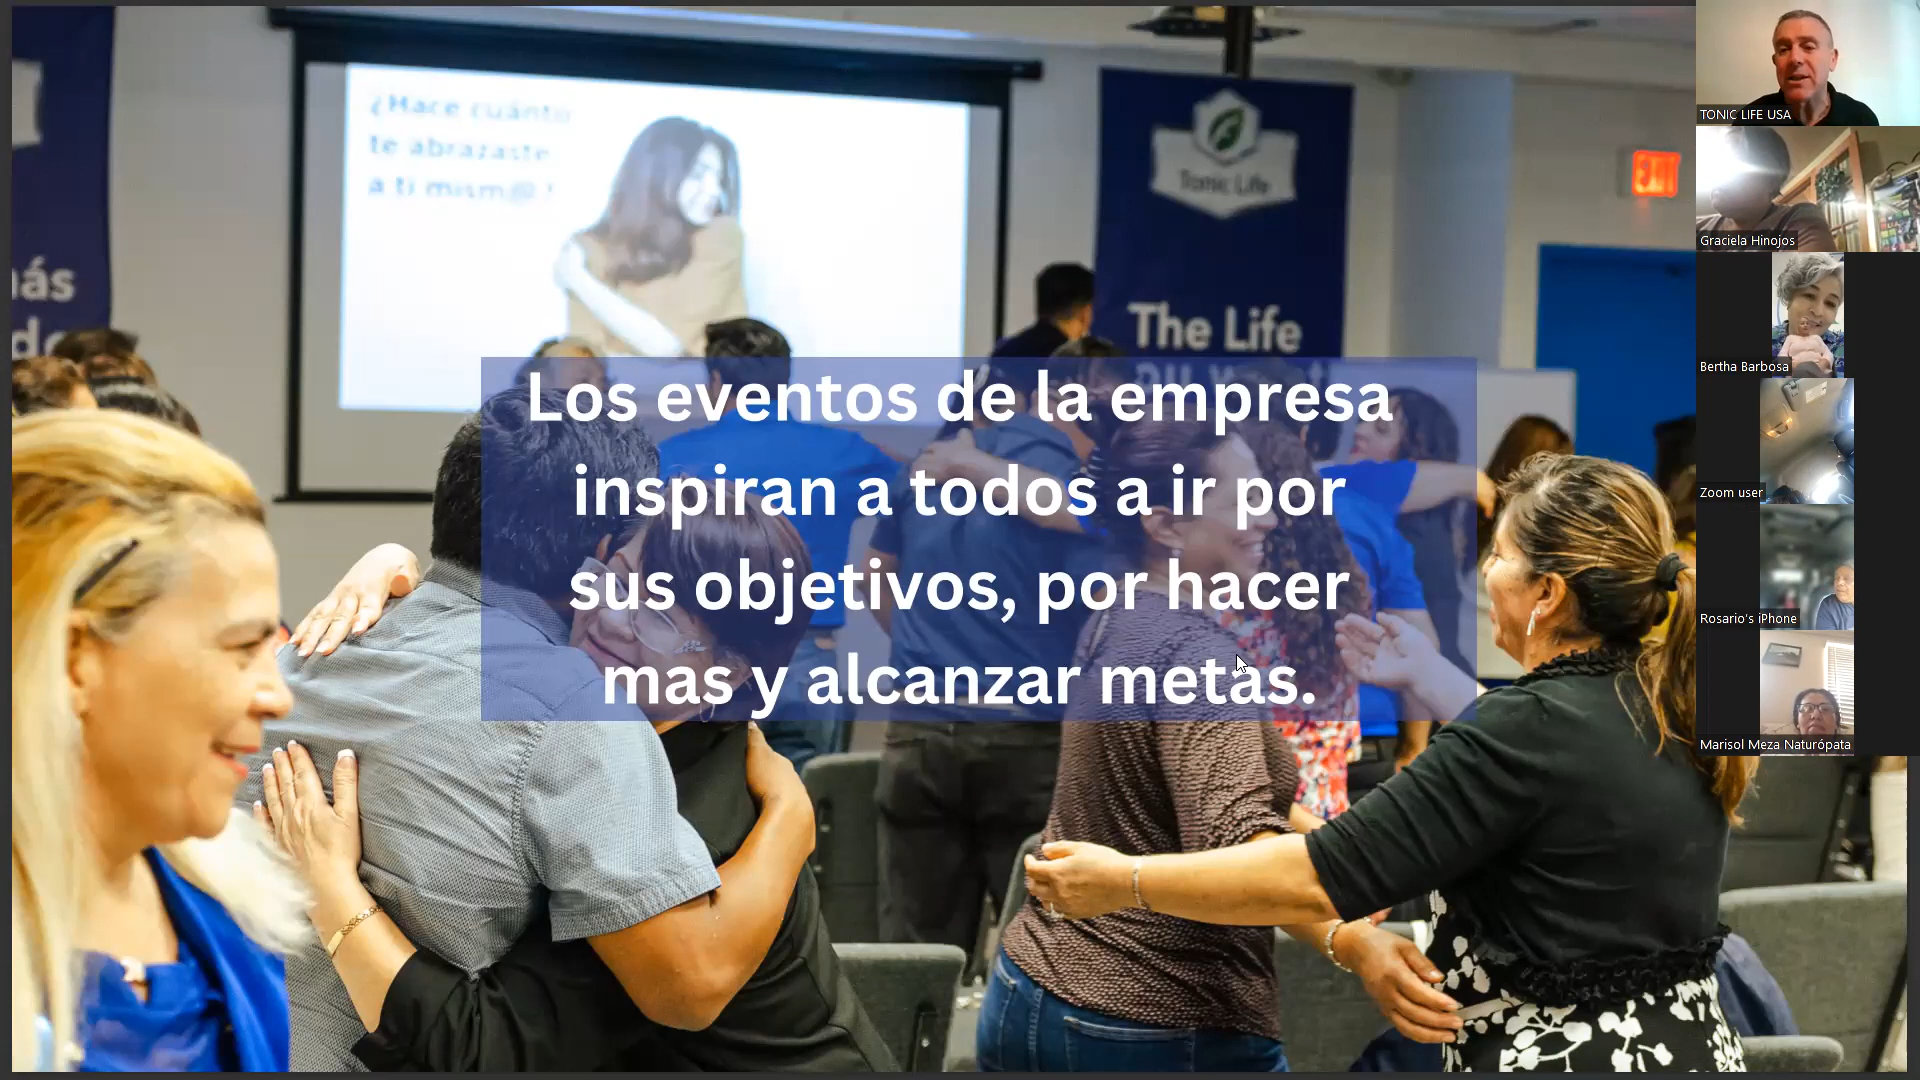 ¿Hace cuánto
te abrazaste
a ti mism@?
Tonic Life
The Life
más
Los eventos de la empresa
inspiran a todos a ir por
sus objetivos, por hacer
mas y alcanzar metas.
EXIT
TONIC LIFE USA
Graciela Hinojos
Bertha Barbosa
Zoom user
Rosario's iPhone
Marisol Meza Naturópata